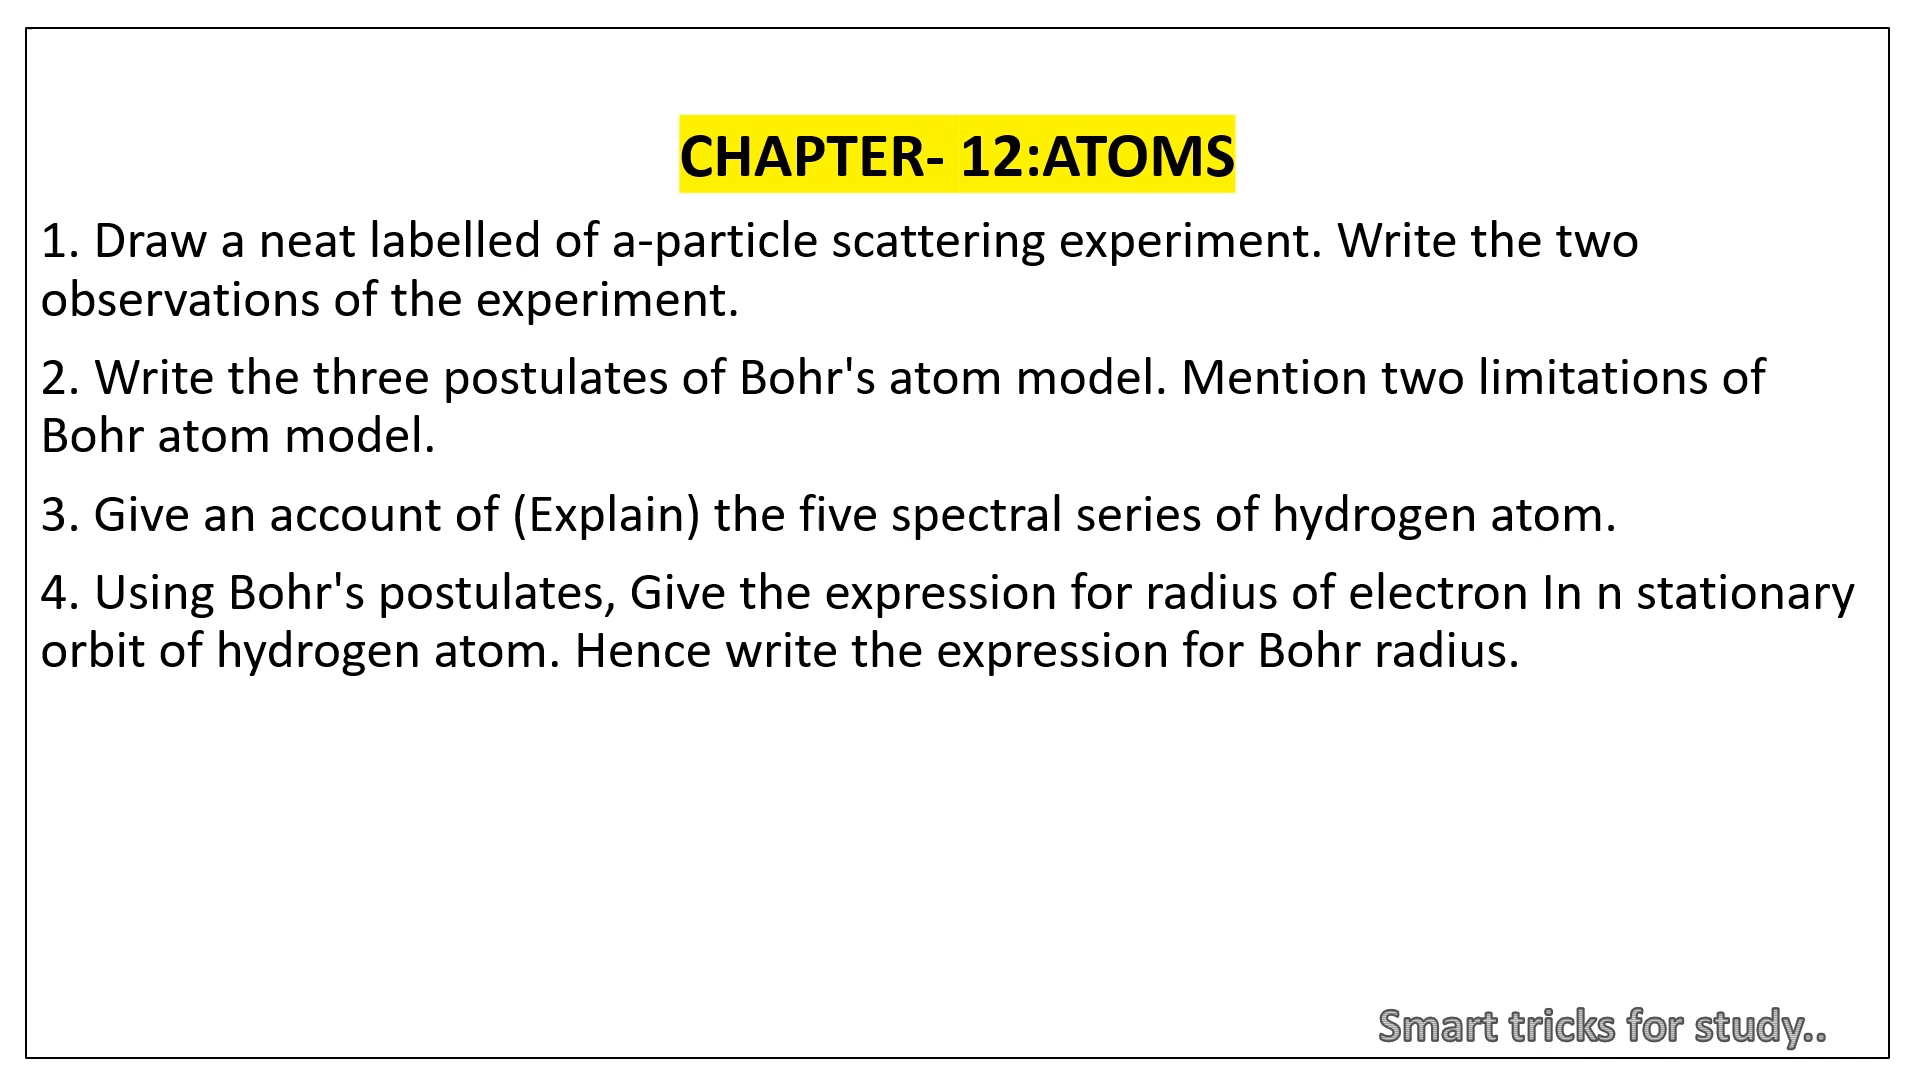 CHAPTER- 12:ATOMS
1. Draw a neat labelled of a-particle scattering experiment. Write the two
observations of the experiment.
2. Write the three postulates of Bohr's atom model. Mention two limitations of
Bohr atom model.
3. Give an account of (Explain) the five spectral series of hydrogen atom.
4. Using Bohr's postulates, Give the expression for radius of electron In n stationary
orbit of hydrogen atom. Hence write the expression for Bohr radius.
Smart tricks for study..